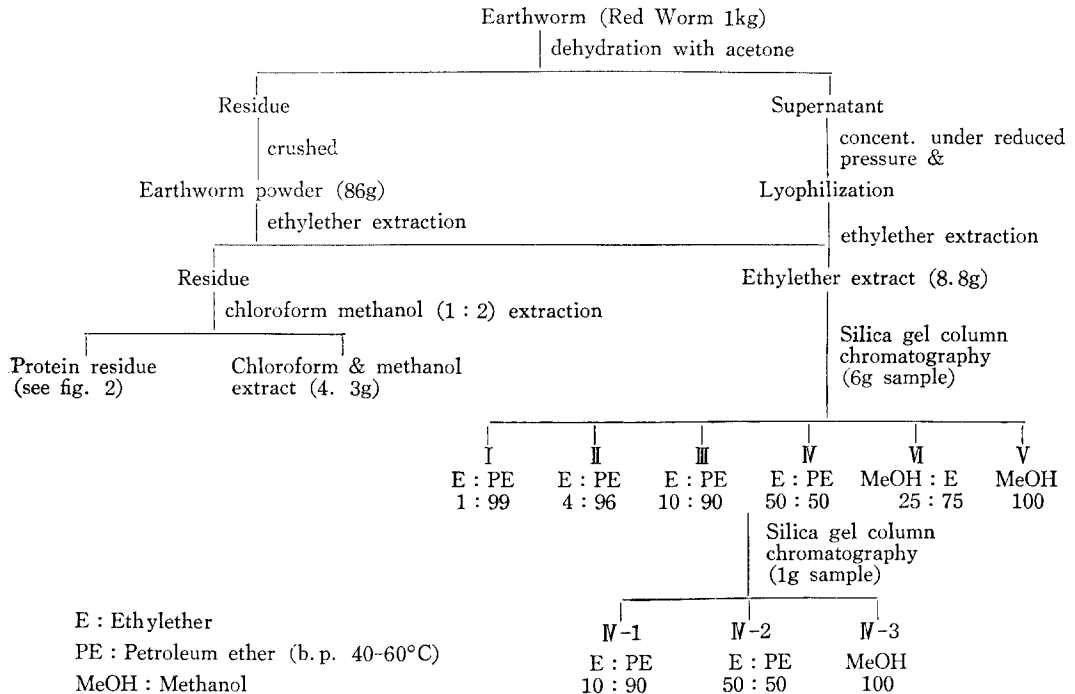 Earthworm (Red Worm 1kg)
dehydration with acetone
Residue
Supernatant
crushed
concent. under reduced
pressure &
Earthworm powder (86g)
Lyophilization
ethylether extraction
ethylether extraction
Residue
Ethylether extract (8.8g)
chloroform methanol (1 : 2) extraction
Protein residue
(see fig. 2)
Chloroform & methanol
extract (4. 3g)
Silica gel column
chromatography
(6g sample)
Ⅰ Ⅱ Ⅲ Ⅳ Ⅵ Ⅴ
E : PE E : PE E : PE E : PE MeOH : E MeOH
1 : 99 4 : 96 10 : 90 50 : 50 25 : 75 100
Silica gel column
chromatography
(1g sample)
Ⅳ-1 Ⅳ-2 Ⅳ-3
E : PE E : PE MeOH
10 : 90 50 : 50 100
E : Ethylether
PE : Petroleum ether (b. p. 40-60°C)
MeOH : Methanol